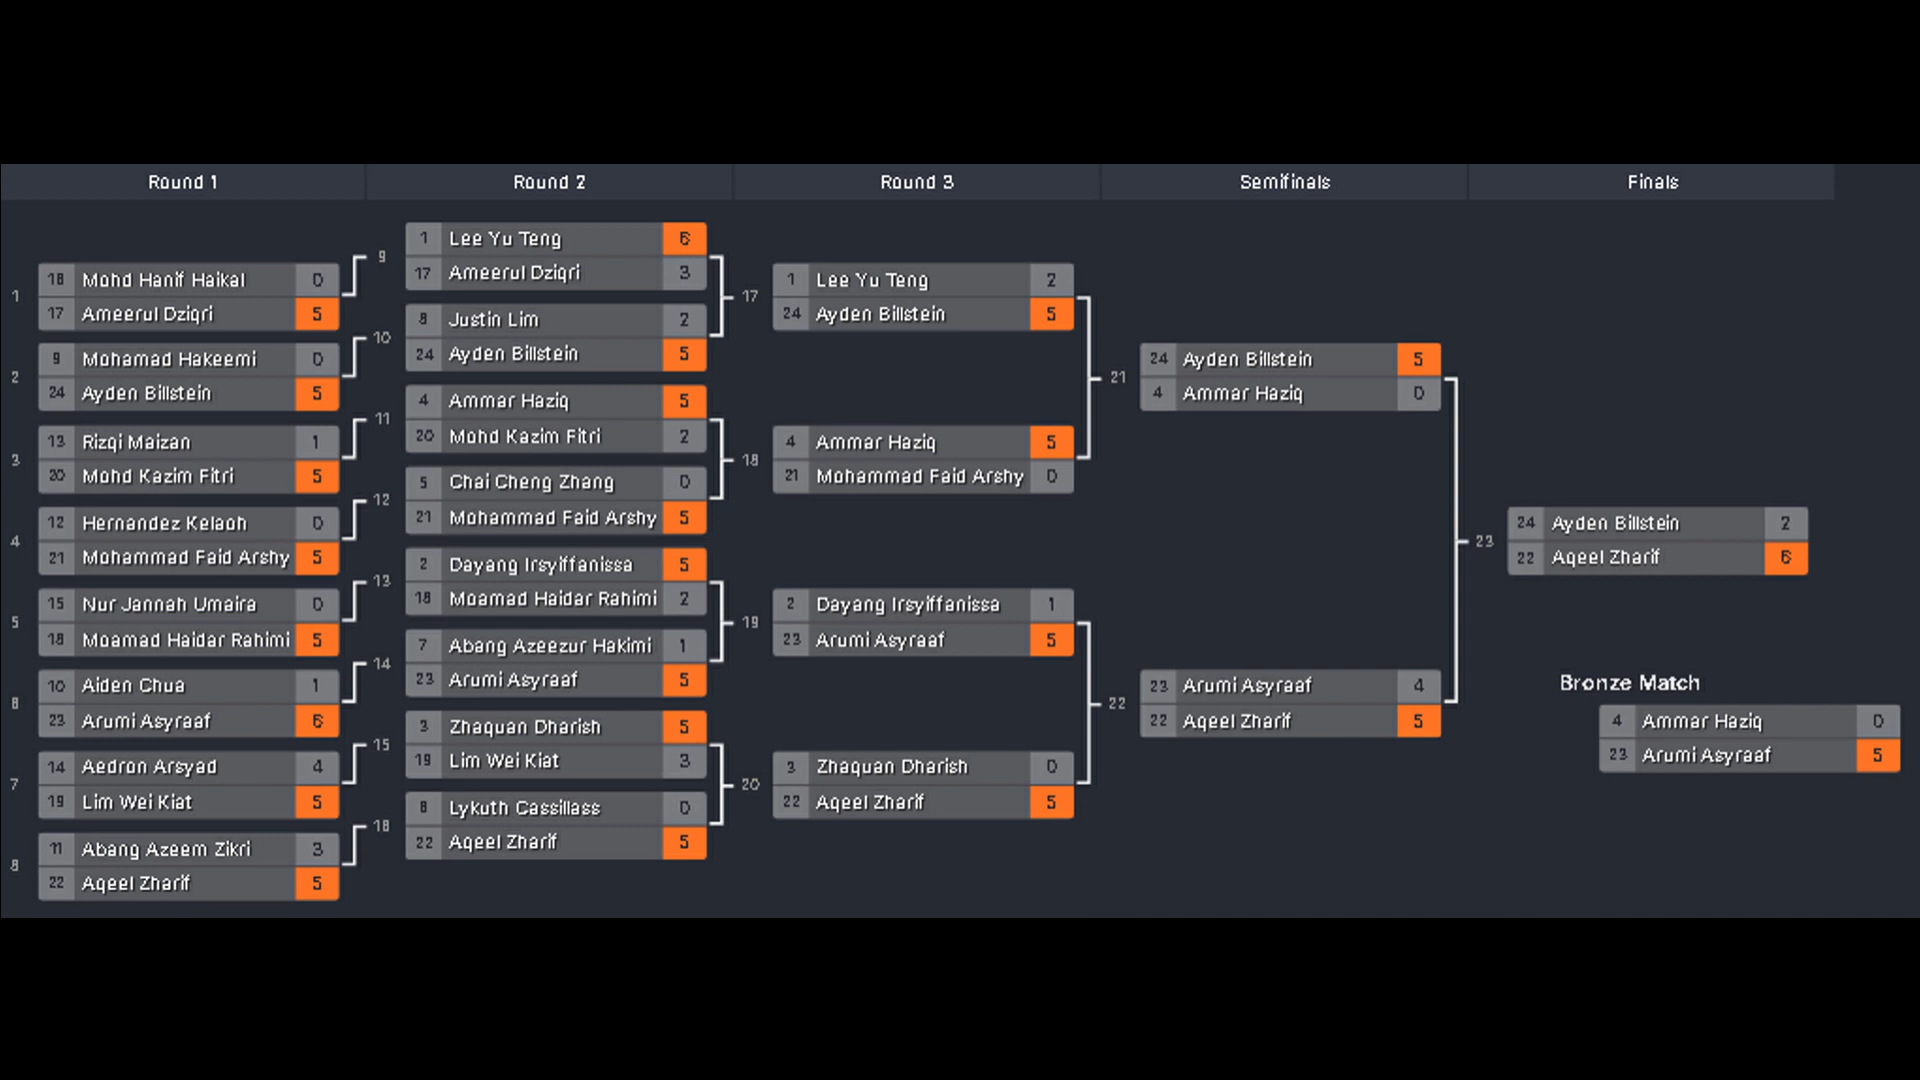 Round 1
Round 2
Round 3
Semifinals
Finals
1
16 Mohd Hanif Haikal 0
17 Ameerul Dziqri 5
2
9 Mohamad Hakeemi 0
24 Ayden Billstein 5
3
13 Rizqi Maizan 1
20 Mohd Kazim Fitri 5
4
12 Hernandez Kelaoh 0
21 Mohammad Faid Arshy 5
5
15 Nur Jannah Umaira 0
18 Moamad Haidar Rahimi 5
6
10 Aiden Chua 1
23 Arumi Asyraaf 6
7
14 Aedron Arsyad 4
19 Lim Wei Kiat 5
8
11 Abang Azeem Zikri 3
22 Aqeel Zharif 5
9
1 Lee Yu Teng 6
17 Ameerul Dziqri 3
10
8 Justin Lim 2
24 Ayden Billstein 5
11
4 Ammar Haziq 5
20 Mohd Kazim Fitri 2
12
5 Chai Cheng Zhang 0
21 Mohammad Faid Arshy 5
13
2 Dayang Irsyiffanissa 5
18 Moamad Haidar Rahimi 2
14
7 Abang Azeezur Hakimi 1
23 Arumi Asyraaf 5
15
3 Zhaquan Dharish 5
19 Lim Wei Kiat 3
16
6 Lykuth Cassillass 0
22 Aqeel Zharif 5
17
1 Lee Yu Teng 2
24 Ayden Billstein 5
18
4 Ammar Haziq 5
21 Mohammad Faid Arshy 0
19
2 Dayang Irsyiffanissa 1
23 Arumi Asyraaf 5
20
3 Zhaquan Dharish 0
22 Aqeel Zharif 5
21
24 Ayden Billstein 5
4 Ammar Haziq 0
22
23 Arumi Asyraaf 4
22 Aqeel Zharif 5
23
24 Ayden Billstein 2
22 Aqeel Zharif 6
Bronze Match
4 Ammar Haziq 0
23 Arumi Asyraaf 5